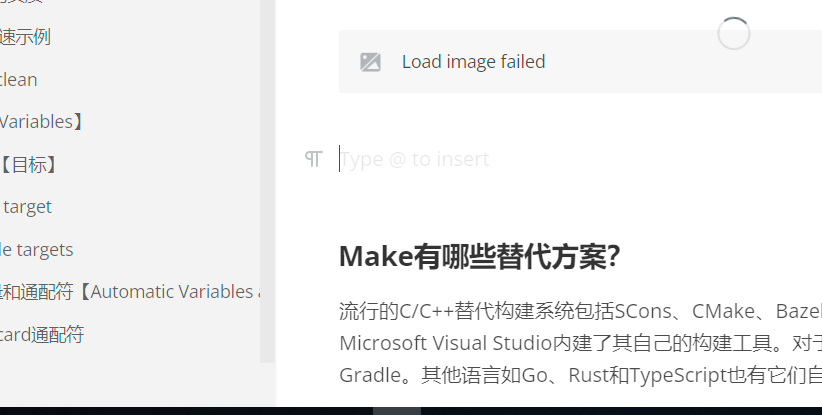 速示例
Load image failed
clean
Variables】
Type @ to insert
【目标】
target
le targets
Make有哪些替代方案?
和通配符【Automatic Variables
流行的C/C++替代构建系统包括SCons、CMake、Bazel
card通配符
Microsoft Visual Studio内建了其自己的构建工具。对于
Gradle。其他语言如Go、Rust和TypeScript也有它们自